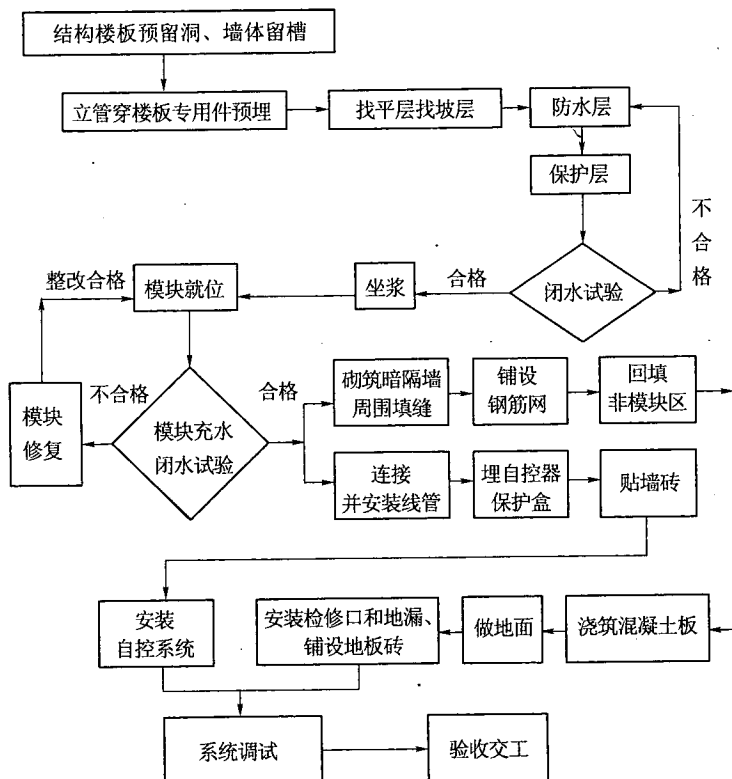 结构楼板预留洞、墙体留槽
立管穿楼板专用件预埋
找平层找坡层
防水层
保护层
不合格
闭水试验
合格
坐浆
整改合格
模块就位
不合格
模块修复
模块充水
闭水试验
合格
砌筑暗隔墙
周围填缝
铺设
钢筋网
回填
非模块区
连接
并安装线管
埋自控器
保护盒
贴墙砖
安装
自控系统
安装检修口和地漏、
铺设地板砖
做地面
浇筑混凝土板
系统调试
验收交工